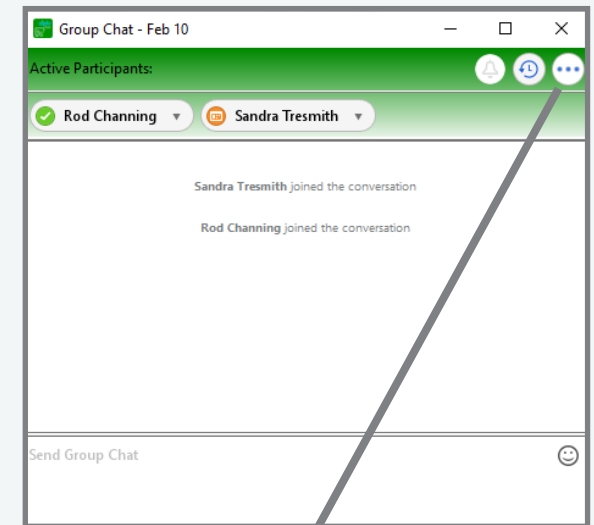 Group Chat - Feb 10
Active Participants:
Rod Channing Sandra Tresmith
Sandra Tresmith joined the conversation
Rod Channing joined the conversation
Send Group Chat